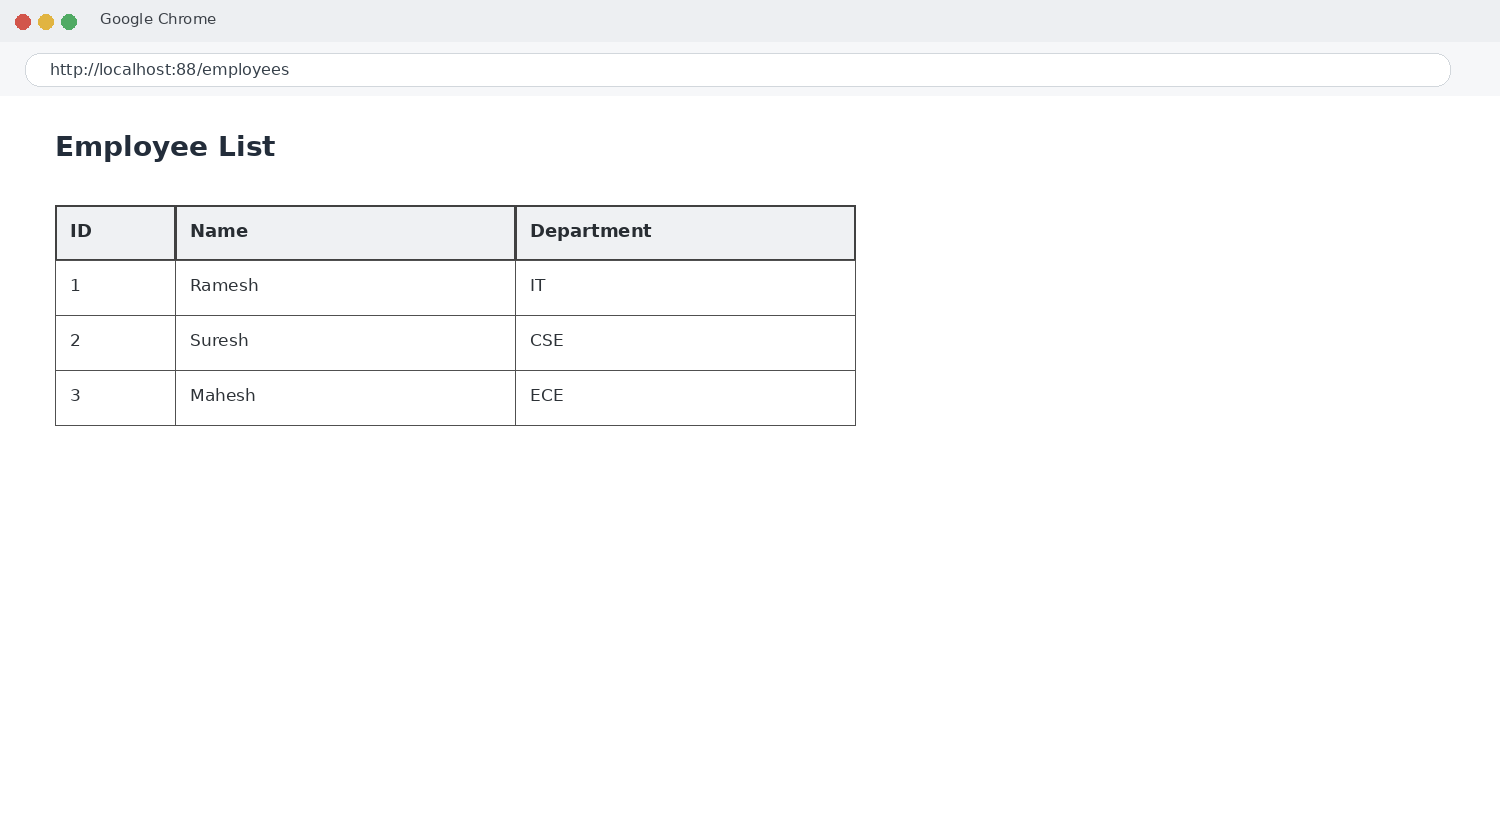 Google Chrome
http://localhost:88/employees
Employee List
ID Name Department
1 Ramesh IT
2 Suresh CSE
3 Mahesh ECE